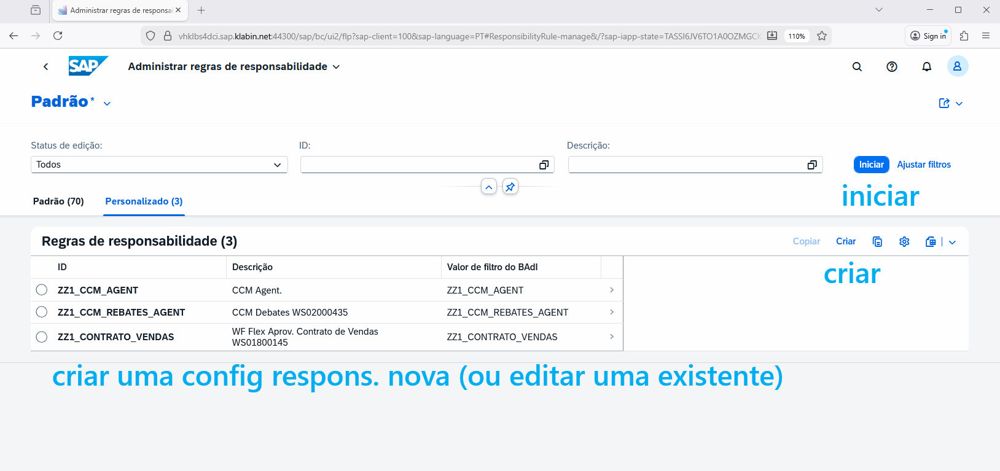 Administrar regras de responsa
vhklbs4dci.sap.klabin.net:44300/sap/bc/ui2/flp?sap-client=100&sap-language=PT#ResponsibilityRule-manage&/?sap-iapp-state=TASSI6JV6TO1A0OZMGCK
110%
Sign in
SAP
Administrar regras de responsabilidade
Padrão *
Status de edição:
ID:
Descrição:
Todos
Iniciar
Ajustar filtros
iniciar
Padrão (70)
Personalizado (3)
Regras de responsabilidade (3)
Copiar
Criar
criar
ID
Descrição
Valor de filtro do BAdI
ZZ1_CCM_AGENT
CCM Agent.
ZZ1_CCM_AGENT
ZZ1_CCM_REBATES_AGENT
CCM Debates WS02000435
ZZ1_CCM_REBATES_AGENT
ZZ1_CONTRATO_VENDAS
WF Flex Aprov. Contrato de Vendas
WS01800145
ZZ1_CONTRATO_VENDAS
criar uma config respons. nova (ou editar uma existente)